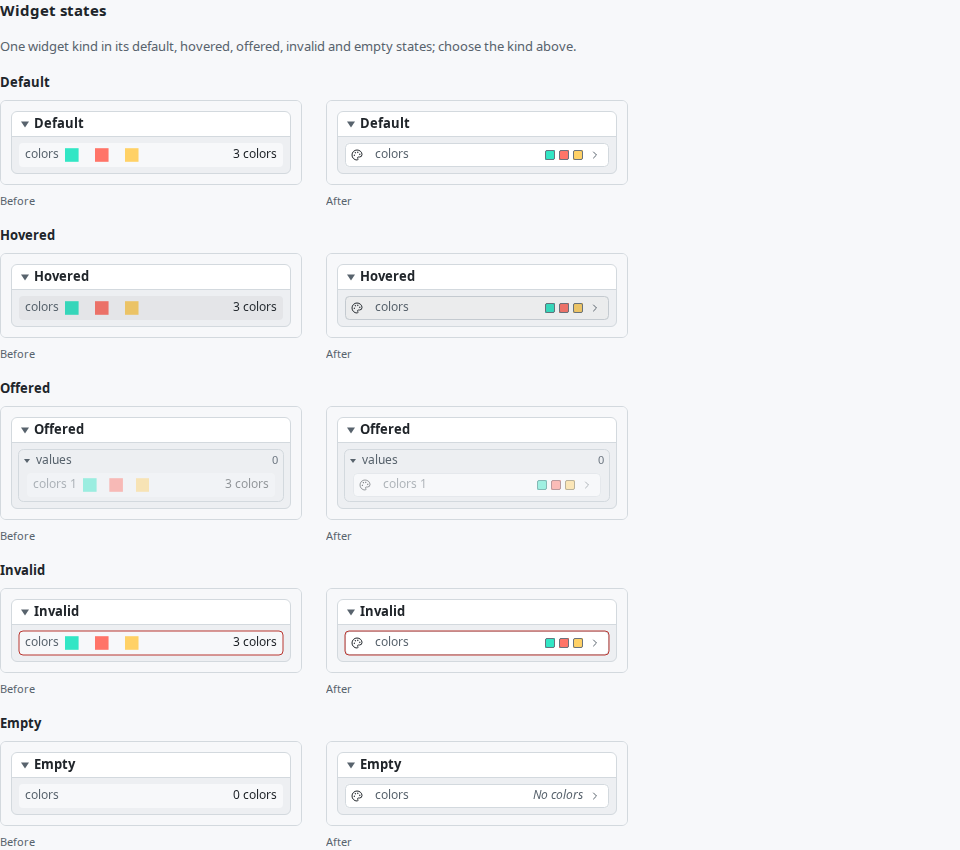 Widget states
One widget kind in its default, hovered, offered, invalid and empty states; choose the kind above.
Default
Default
colors 3 colors
Before
Default
colors
After
Hovered
Hovered
colors 3 colors
Before
Hovered
colors
After
Offered
Offered
values 0
colors 1 3 colors
Before
Offered
values 0
colors 1
After
Invalid
Invalid
colors 3 colors
Before
Invalid
colors
After
Empty
Empty
colors 0 colors
Before
Empty
colors No colors
After